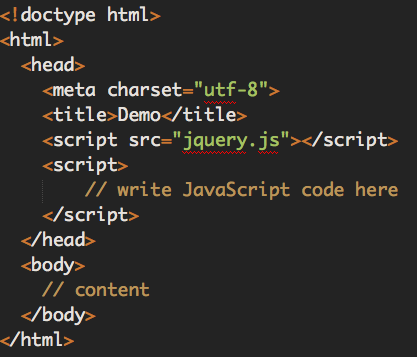 <!doctype html>
<html>
  <head>
    <meta charset="utf-8">
    <title>Demo</title>
    <script src="jquery.js"></script>
    <script>
        // write JavaScript code here
    </script>
  </head>
  <body>
    // content
  </body>
</html>